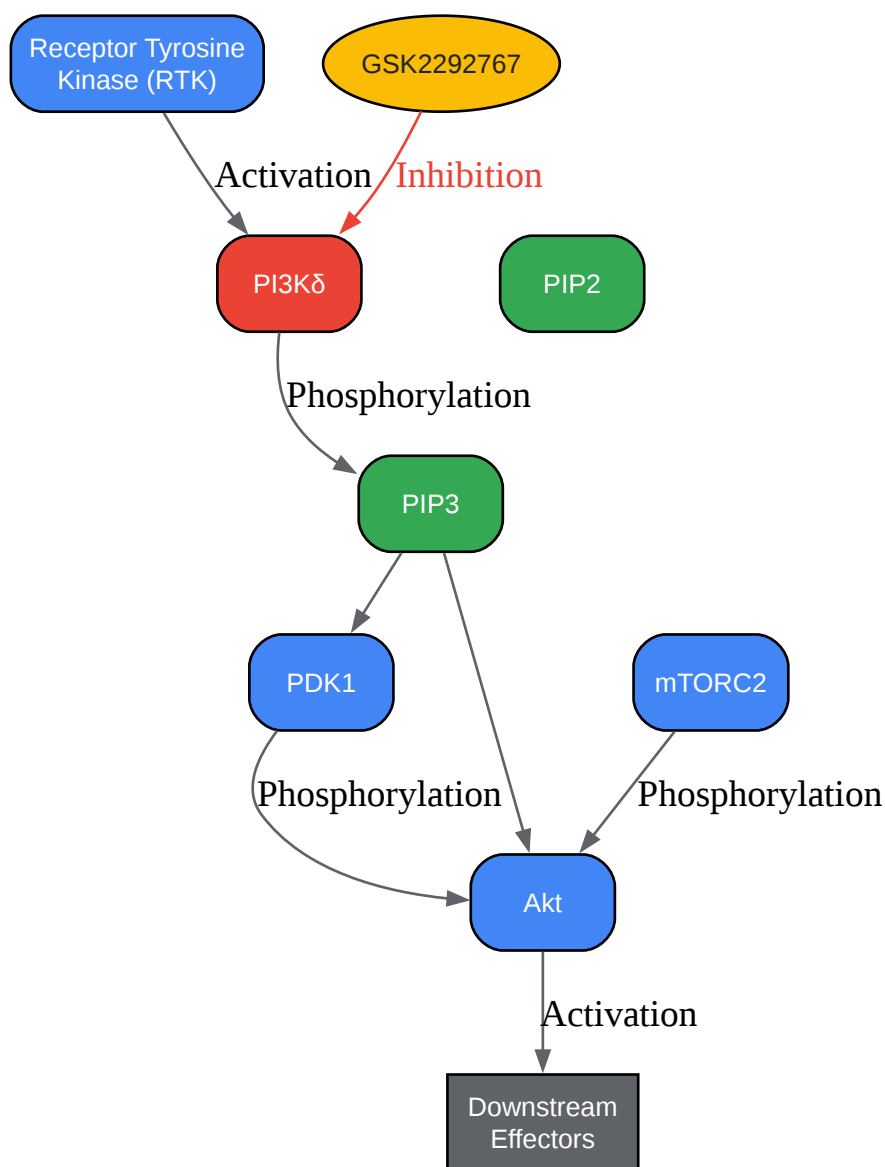 Receptor Tyrosine
Kinase (RTK)
GSK2292767
Activation
Inhibition
PI3Kδ
PIP2
Phosphorylation
PIP3
PDK1
mTORC2
Phosphorylation
Phosphorylation
Akt
Activation
Downstream
Effectors